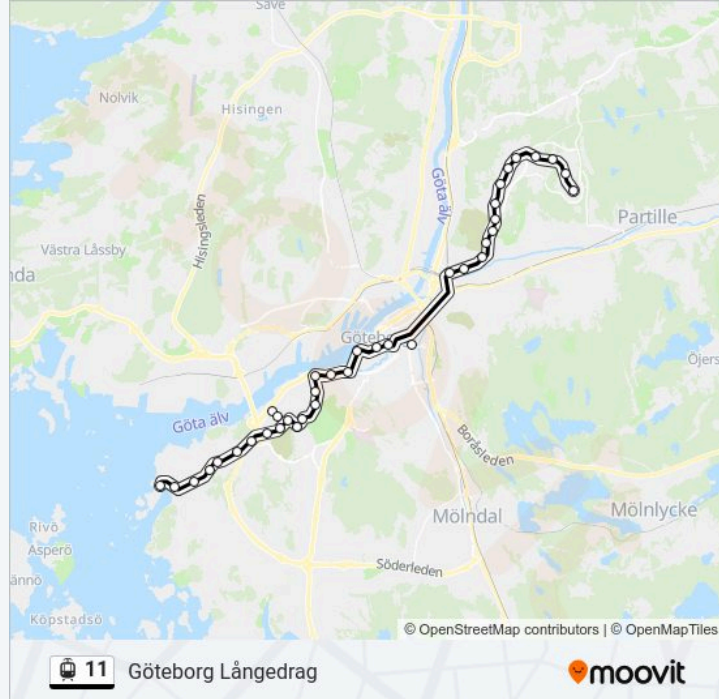 Säve
Nolvik
Hisingen
Göta älv
Hisingsleden
Partille
Västra Låssby
nda
Götebo
Öjers
Göta älv
Boråsleden
Mölnlycke
Mölndal
Rivö
Asperö
ännö
Söderleden
Köpstadsö
© OpenStreetMap contributors | © OpenMapTiles
11 Göteborg Långedrag
moovit